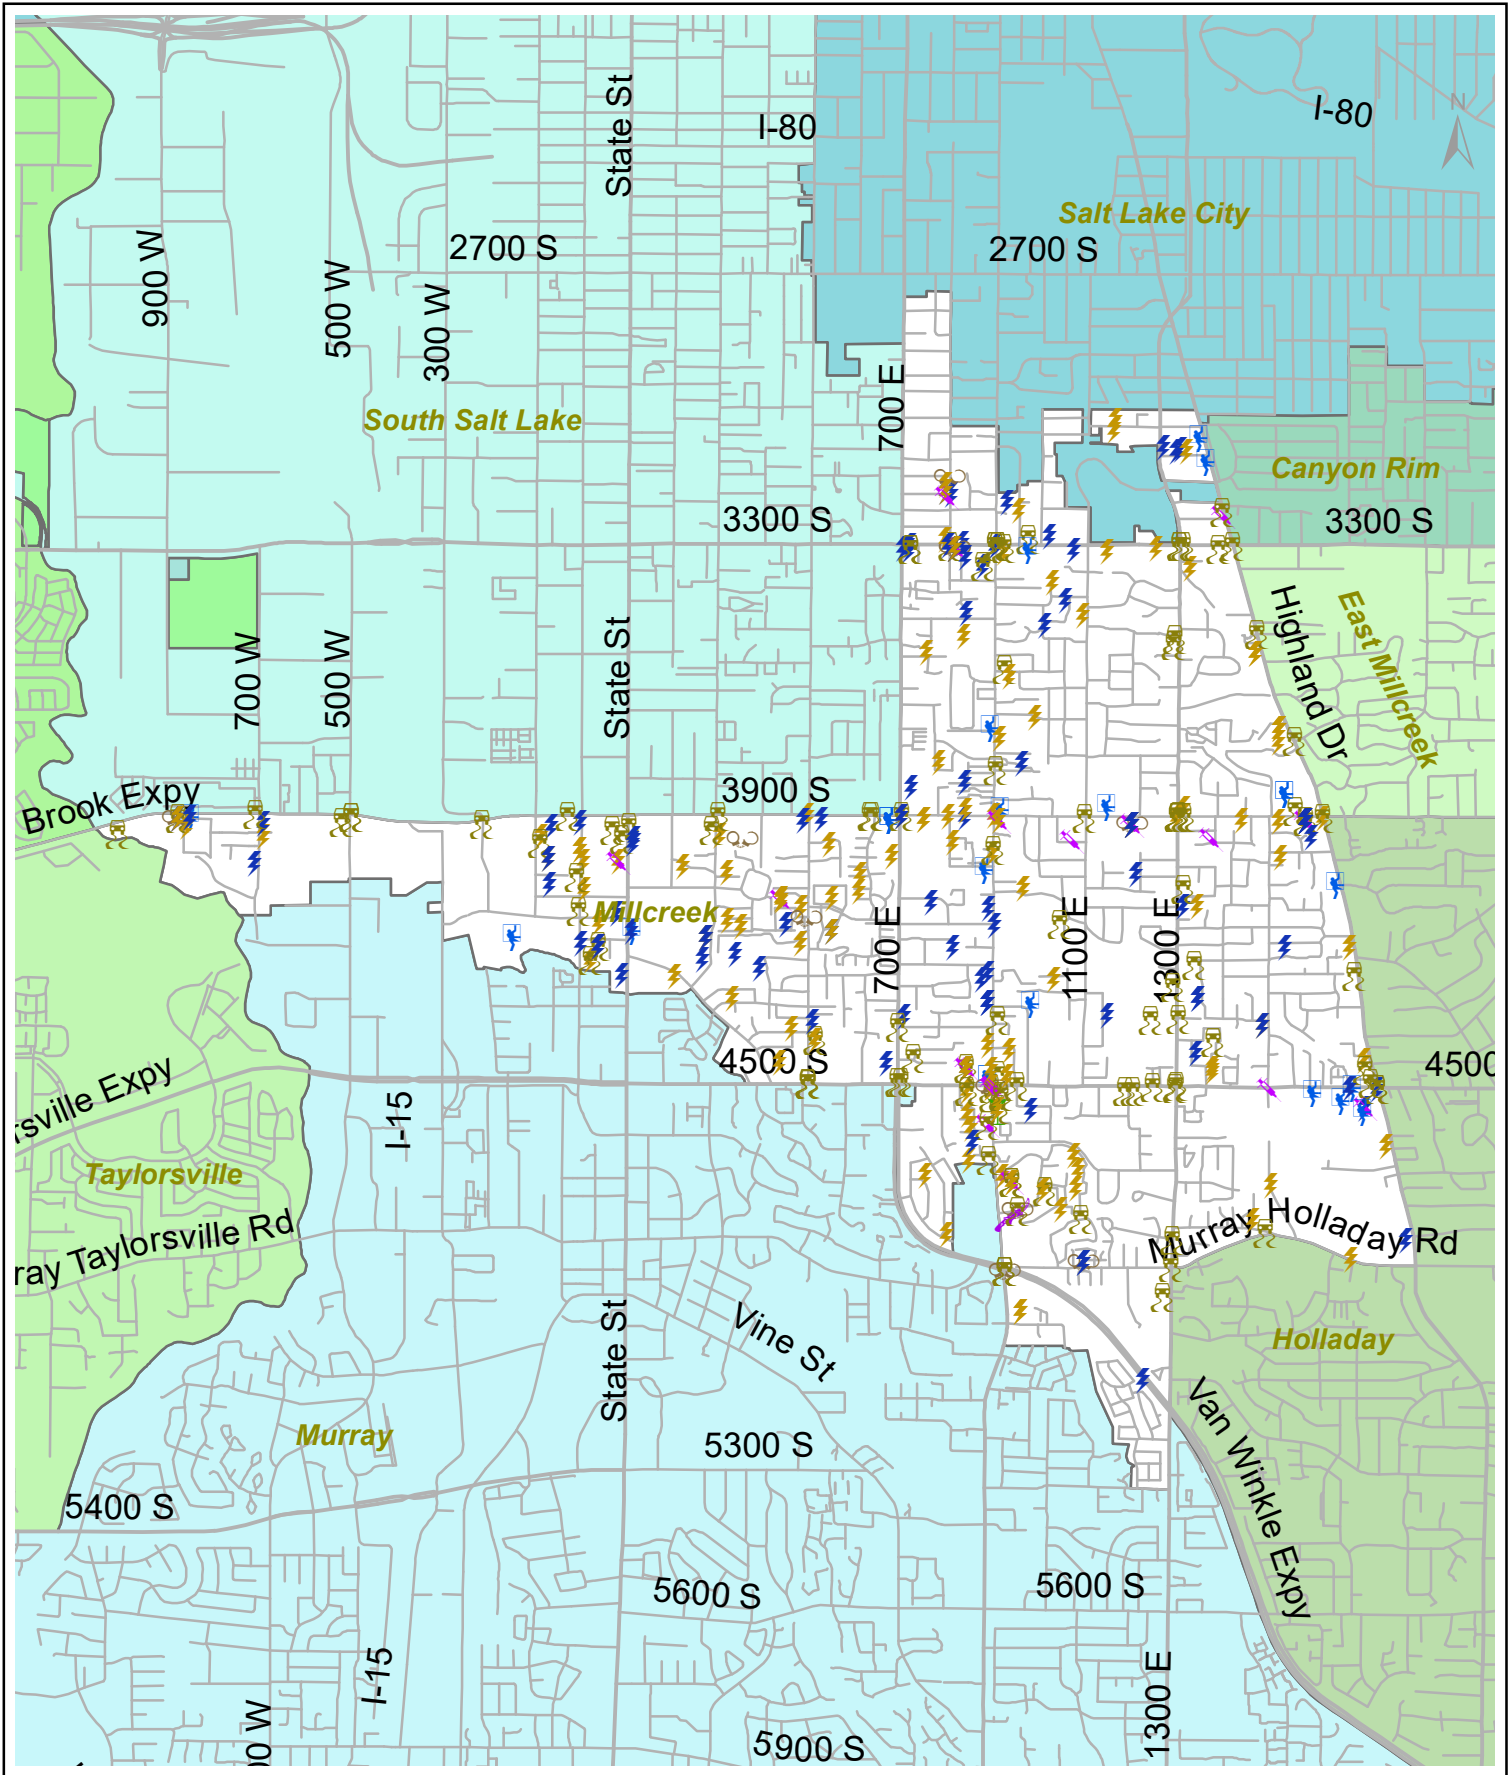 I-80
I-80
N
State St
Salt Lake City
2700 S
2700 S
900 W
500 W
300 W
700 E
South Salt Lake
Canyon Rim
3300 S
3300 S
Highland Dr
East Millcreek
State St
700 W
500 W
3900 S
Brook Expy
Millcreek
700 E
1100 E
1300 E
4500 S
4500
rsville Expy
I-15
Taylorsville
ray Taylorsville Rd
Murray Holladay Rd
State St
Vine St
Holladay
Murray
5300 S
Van Winkle Expy
5400 S
5600 S
5600 S
I-15
1300 E
00 W
5900 S